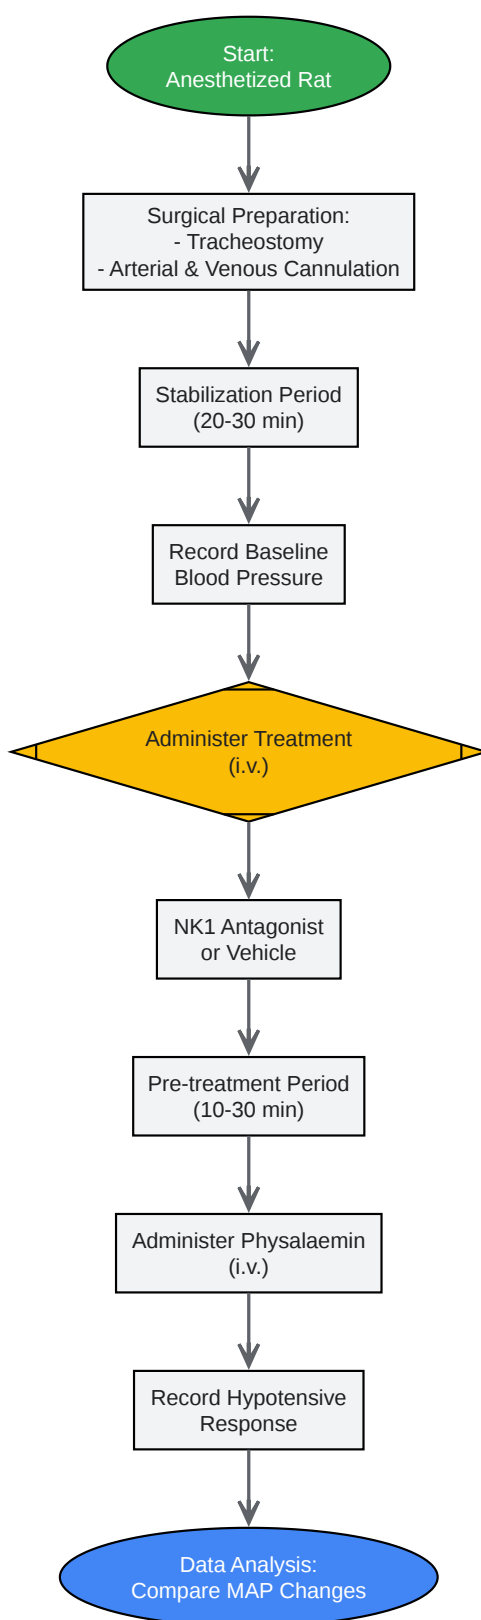 Start:
Anesthetized Rat
Surgical Preparation:
- Tracheostomy
- Arterial & Venous Cannulation
Stabilization Period
(20-30 min)
Record Baseline
Blood Pressure
Administer Treatment
(i.v.)
NK1 Antagonist
or Vehicle
Pre-treatment Period
(10-30 min)
Administer Physalaemin
(i.v.)
Record Hypotensive
Response
Data Analysis:
Compare MAP Changes